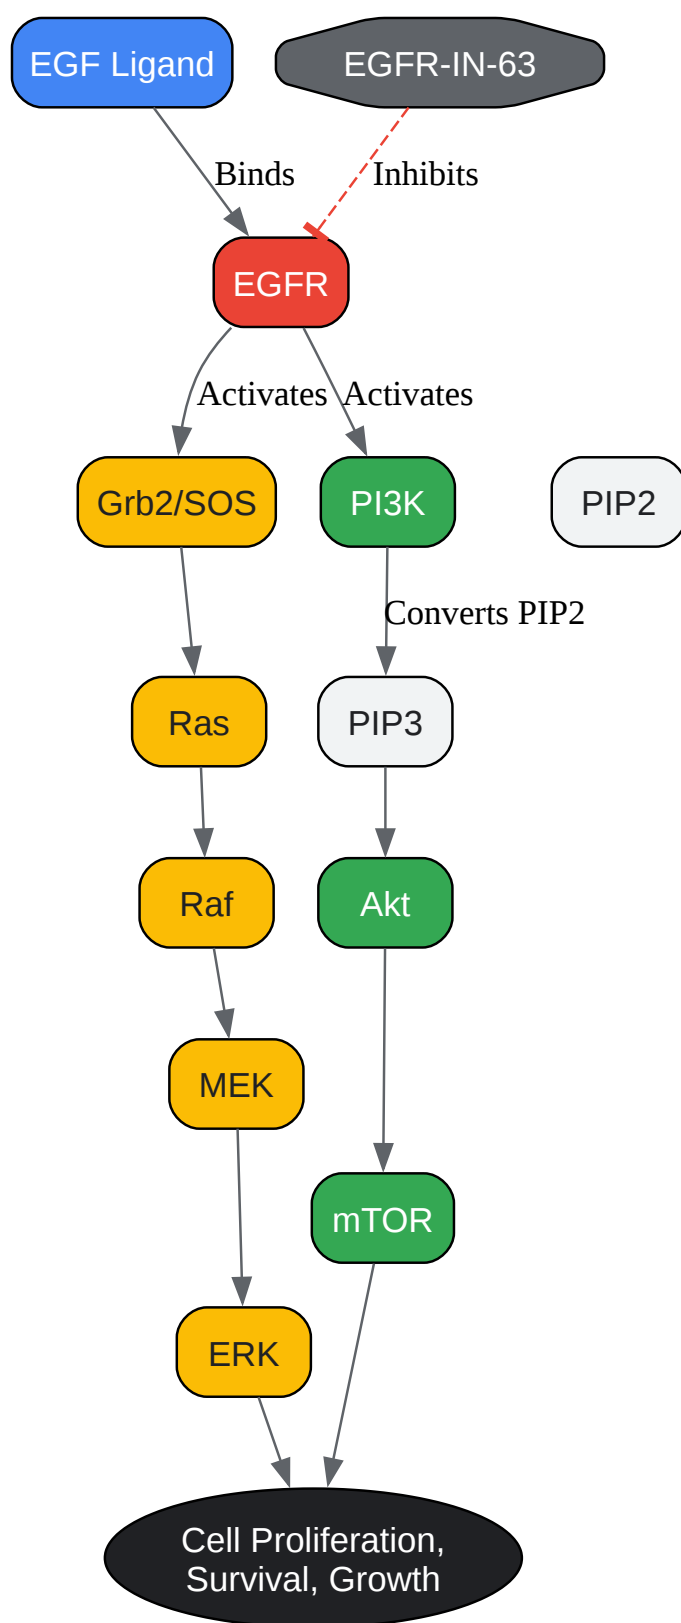 EGF Ligand
EGFR-IN-63
Binds
Inhibits
EGFR
Activates
Activates
Grb2/SOS
PI3K
PIP2
Converts PIP2
Ras
PIP3
Raf
Akt
MEK
mTOR
ERK
Cell Proliferation,
Survival, Growth